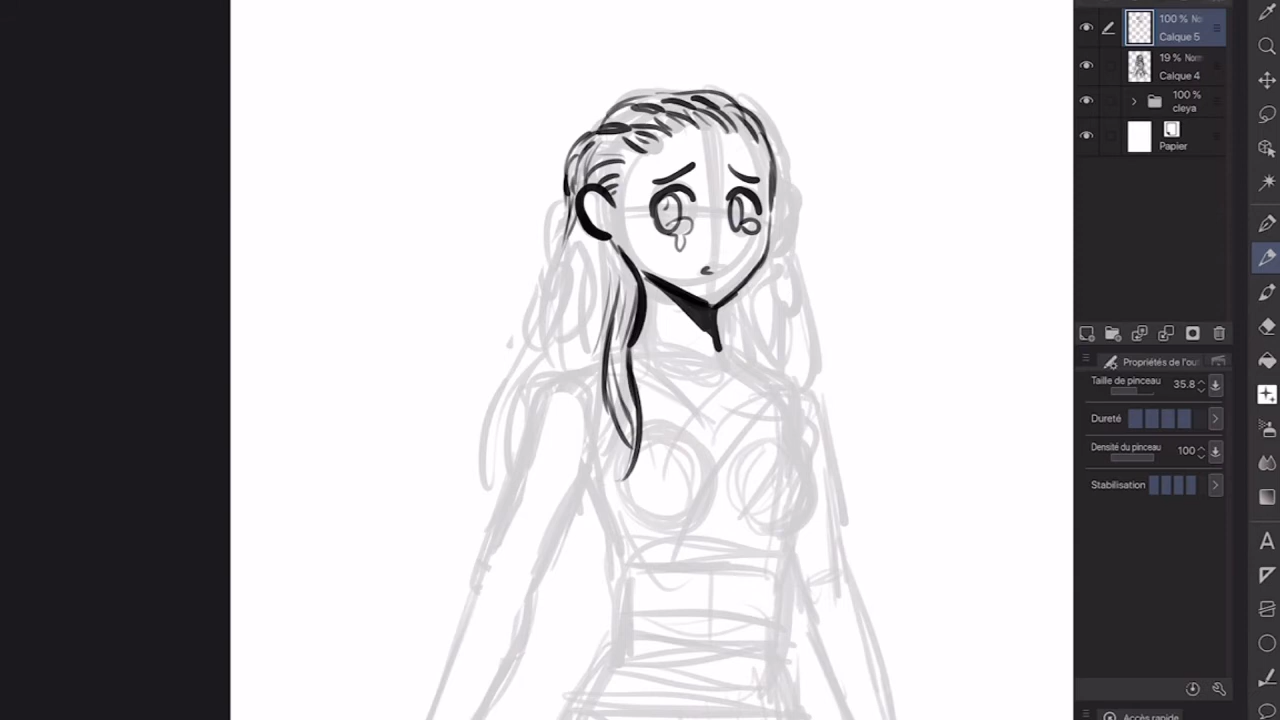 100 % No
Calque 5
19 % Norm
Calque 4
100 %
cleya
Papier
Propriétés de l'ou
Taille de pinceau 35.8
Dureté
Densité du pinceau 100
Stabilisation
A
Accès rapide